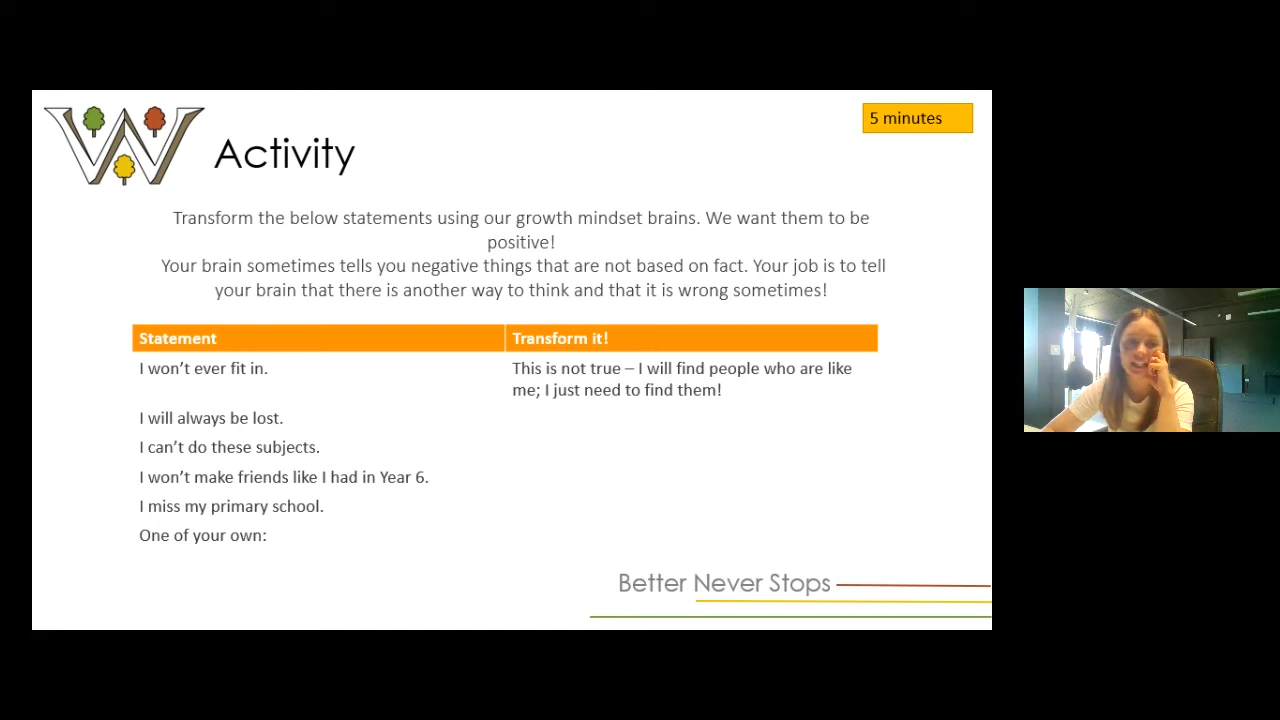 W
Activity
5 minutes
Transform the below statements using our growth mindset brains. We want them to be
positive!
Your brain sometimes tells you negative things that are not based on fact. Your job is to tell
your brain that there is another way to think and that it is wrong sometimes!
Statement
Transform it!
I won’t ever fit in.
This is not true – I will find people who are like
me; I just need to find them!
I will always be lost.
I can’t do these subjects.
I won’t make friends like I had in Year 6.
I miss my primary school.
One of your own:
Better Never Stops